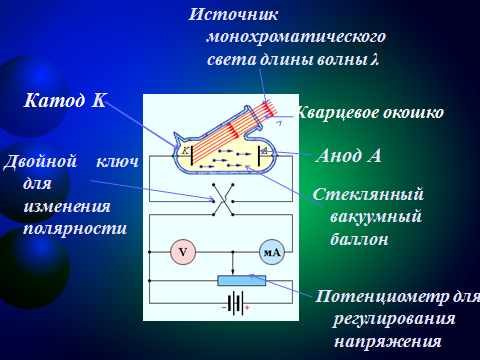 Источник
монохроматического
света длины волны λ
Катод K
Кварцевое окошко
Двойной ключ
для
изменения
полярности
Анод A
Стеклянный
вакуумный
баллон
K
A
V
мА
Потенциометр для
регулирования
напряжения
− +